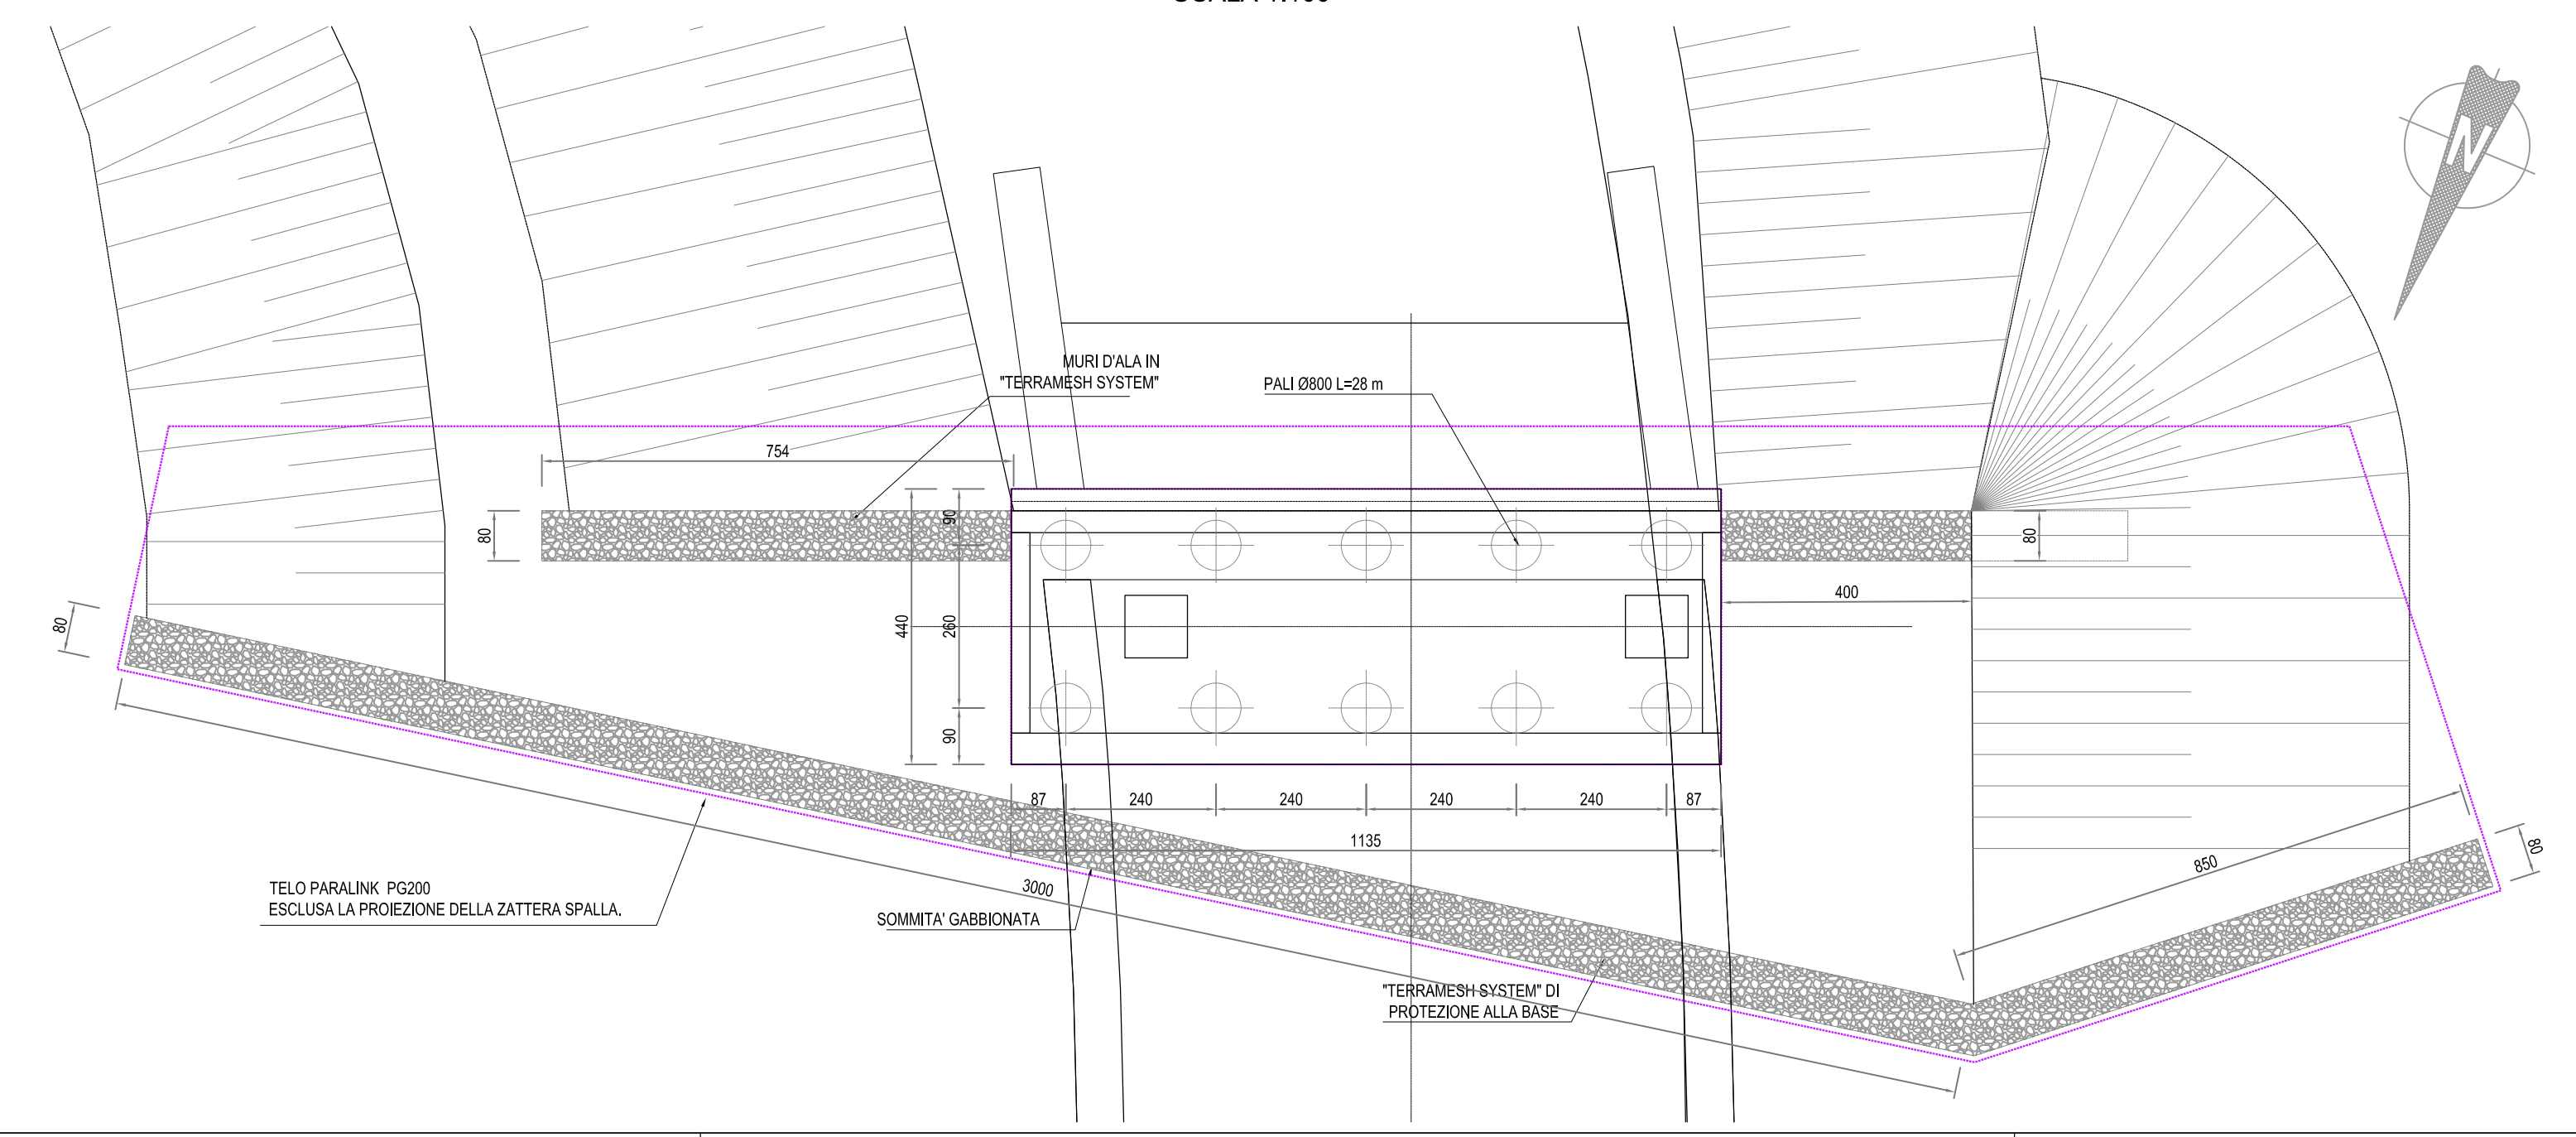 N
MURI D'ALA IN
"TERRAMESH SYSTEM"
PALI Ø800 L=28 m
754
90
80
80
400
440
260
80
90
87
240
240
240
240
87
1135
850
80
3000
TELO PARALINK PG200
ESCLUSA LA PROIEZIONE DELLA ZATTERA SPALLA.
SOMMITA' GABBIONATA
"TERRAMESH SYSTEM" DI
PROTEZIONE ALLA BASE